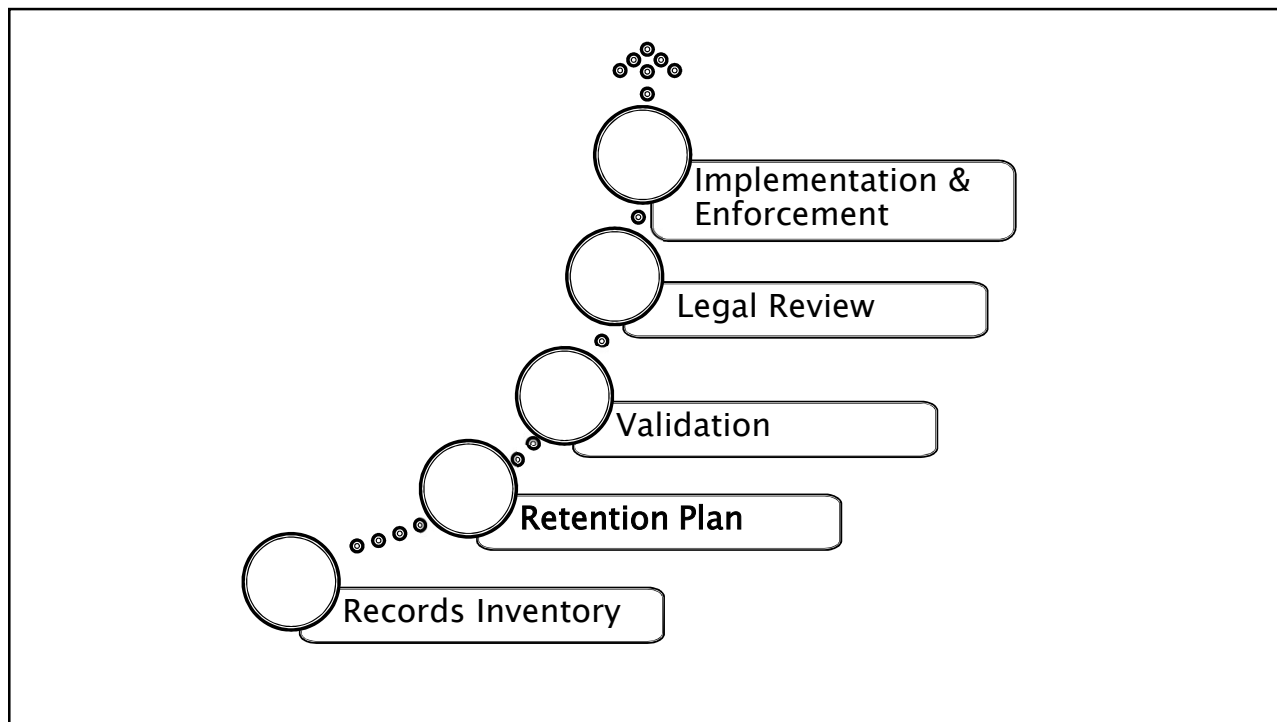 Implementation &
Enforcement
Legal Review
Validation
Retention Plan
Records Inventory